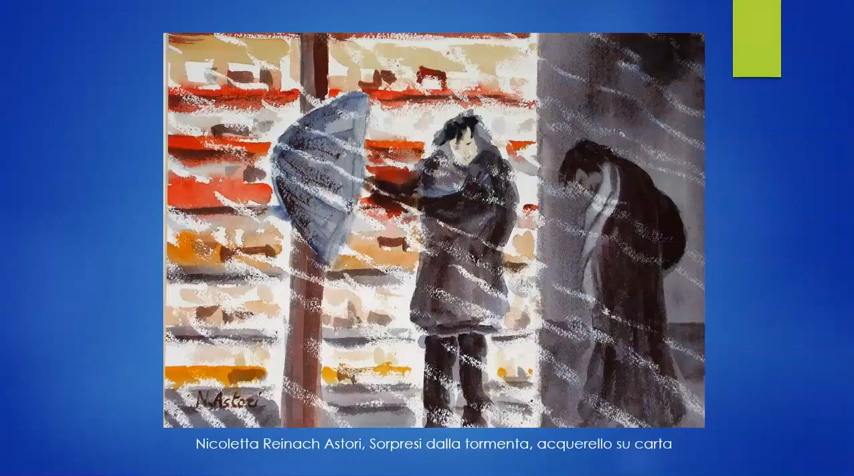 N.Astori
Nicoletta Reinach Astori, Sorpresi dalla tormenta, acquerello su carta